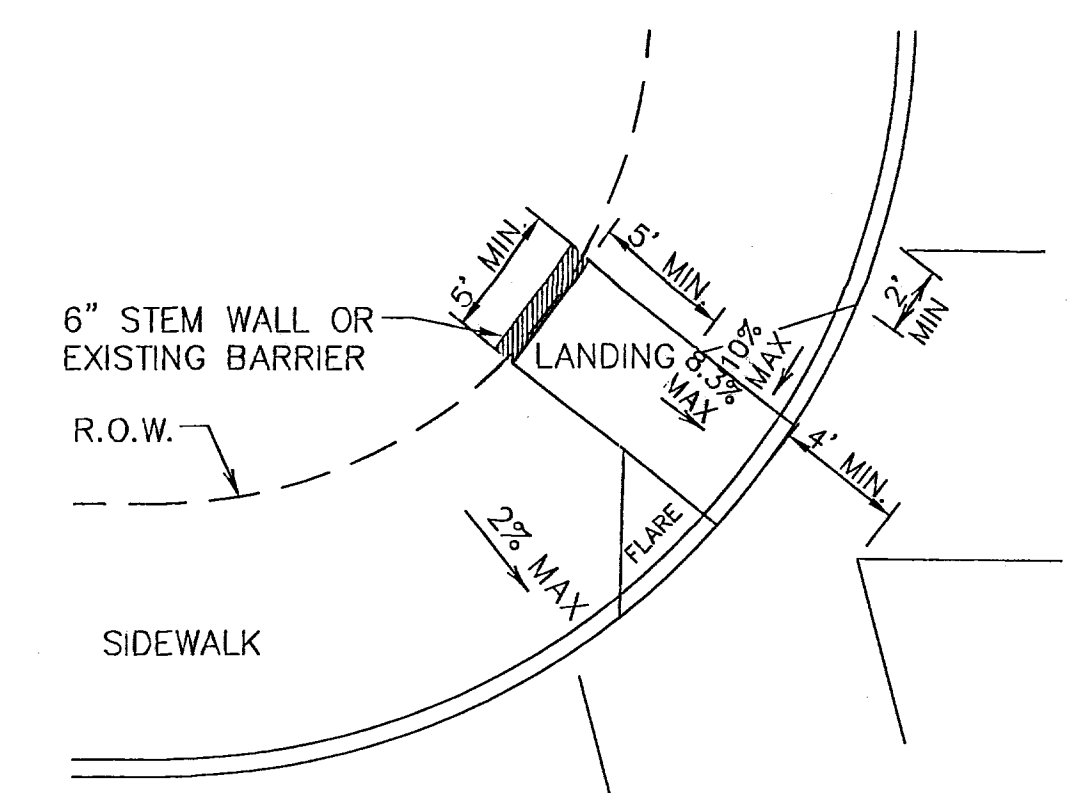 5' MIN.
5' MIN.
2'
MIN
6" STEM WALL OR
EXISTING BARRIER
LANDING
8.3%
MAX
10%
MAX
R.O.W.
4' MIN.
2% MAX
FLARE
SIDEWALK